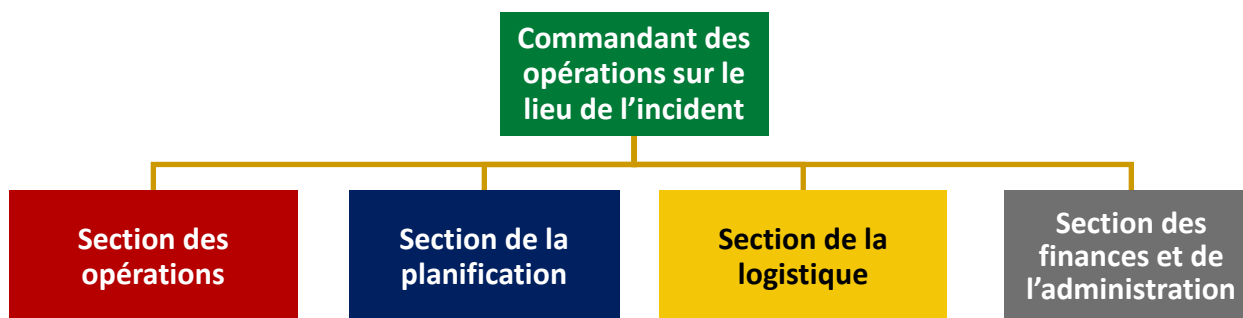 Commandant des
opérations sur le
lieu de l’incident
Section des
opérations
Section de la
planification
Section de la
logistique
Section des
finances et de
l’administration